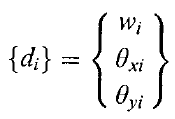 {d_i} = { w_i
θ_xi
θ_yi }